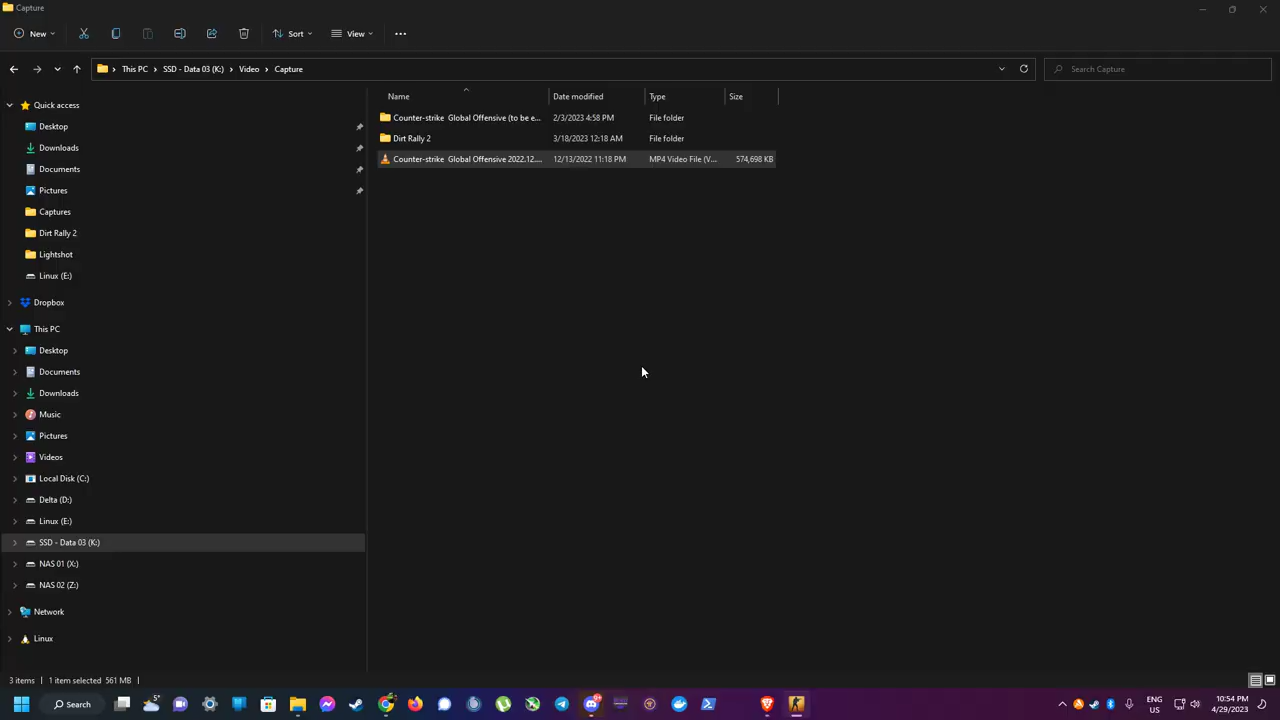 Capture
New
Sort
View
This PC > SSD - Data 03 (K:) > Video > Capture
Search Capture
Name Date modified Type Size
Counter-strike Global Offensive (to be e... 2/3/2023 4:58 PM File folder
Dirt Rally 2 3/18/2023 12:18 AM File folder
Counter-strike Global Offensive 2022.12.... 12/13/2022 11:18 PM MP4 Video File (V... 574,698 KB
Quick access
Desktop
Downloads
Documents
Pictures
Captures
Dirt Rally 2
Lightshot
Linux (E:)
Dropbox
This PC
Desktop
Documents
Downloads
Music
Pictures
Videos
Local Disk (C:)
Delta (D:)
Linux (E:)
SSD - Data 03 (K:)
NAS 01 (X:)
NAS 02 (Z:)
Network
Linux
3 items 1 item selected 561 MB
Search
5°
ENG
US
10:54 PM
4/29/2023